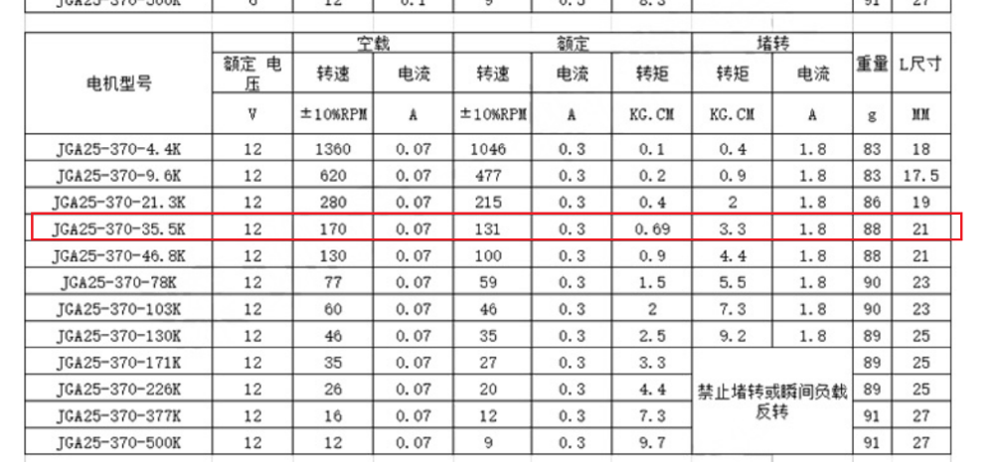 JGA25-370-500K 6 12 0.1 9 0.5 8.3 91 27
电机型号 额定 电压 空载 额定 堵转 重量 L尺寸
转速 电流 转速 电流 转矩 转矩 电流
V ±10%RPM A ±10%RPM A KG.CM KG.CM A g MM
JGA25-370-4.4K 12 1360 0.07 1046 0.3 0.1 0.4 1.8 83 18
JGA25-370-9.6K 12 620 0.07 477 0.3 0.2 0.9 1.8 83 17.5
JGA25-370-21.3K 12 280 0.07 215 0.3 0.4 2 1.8 86 19
JGA25-370-35.5K 12 170 0.07 131 0.3 0.69 3.3 1.8 88 21
JGA25-370-46.8K 12 130 0.07 100 0.3 0.9 4.4 1.8 88 21
JGA25-370-78K 12 77 0.07 59 0.3 1.5 5.5 1.8 90 23
JGA25-370-103K 12 60 0.07 46 0.3 2 7.3 1.8 90 23
JGA25-370-130K 12 46 0.07 35 0.3 2.5 9.2 1.8 89 25
JGA25-370-171K 12 35 0.07 27 0.3 3.3 89 25
JGA25-370-226K 12 26 0.07 20 0.3 4.4 禁止堵转或瞬间负载反转 89 25
JGA25-370-377K 12 16 0.07 12 0.3 7.3 91 27
JGA25-370-500K 12 12 0.07 9 0.3 9.7 91 27